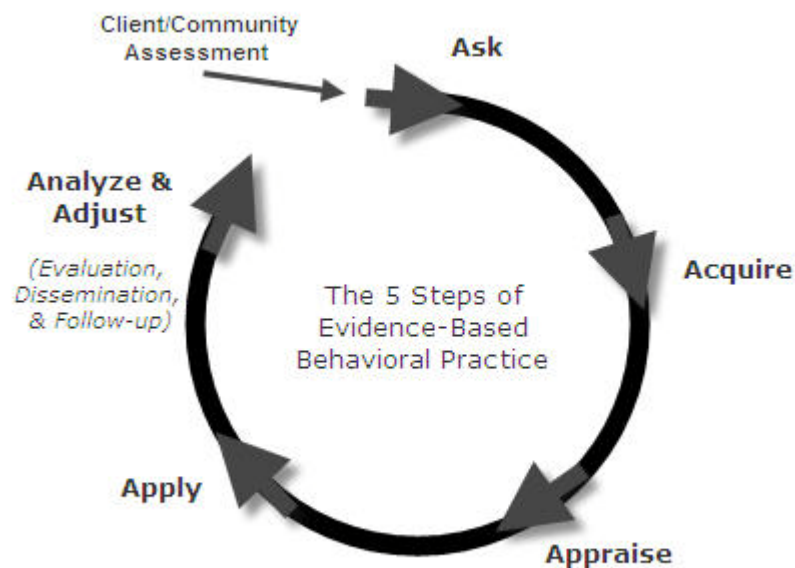 Client/Community
Assessment
Ask
Analyze &
Adjust
(Evaluation,
Dissemination,
& Follow-up)
Acquire
The 5 Steps of
Evidence-Based
Behavioral Practice
Apply
Appraise